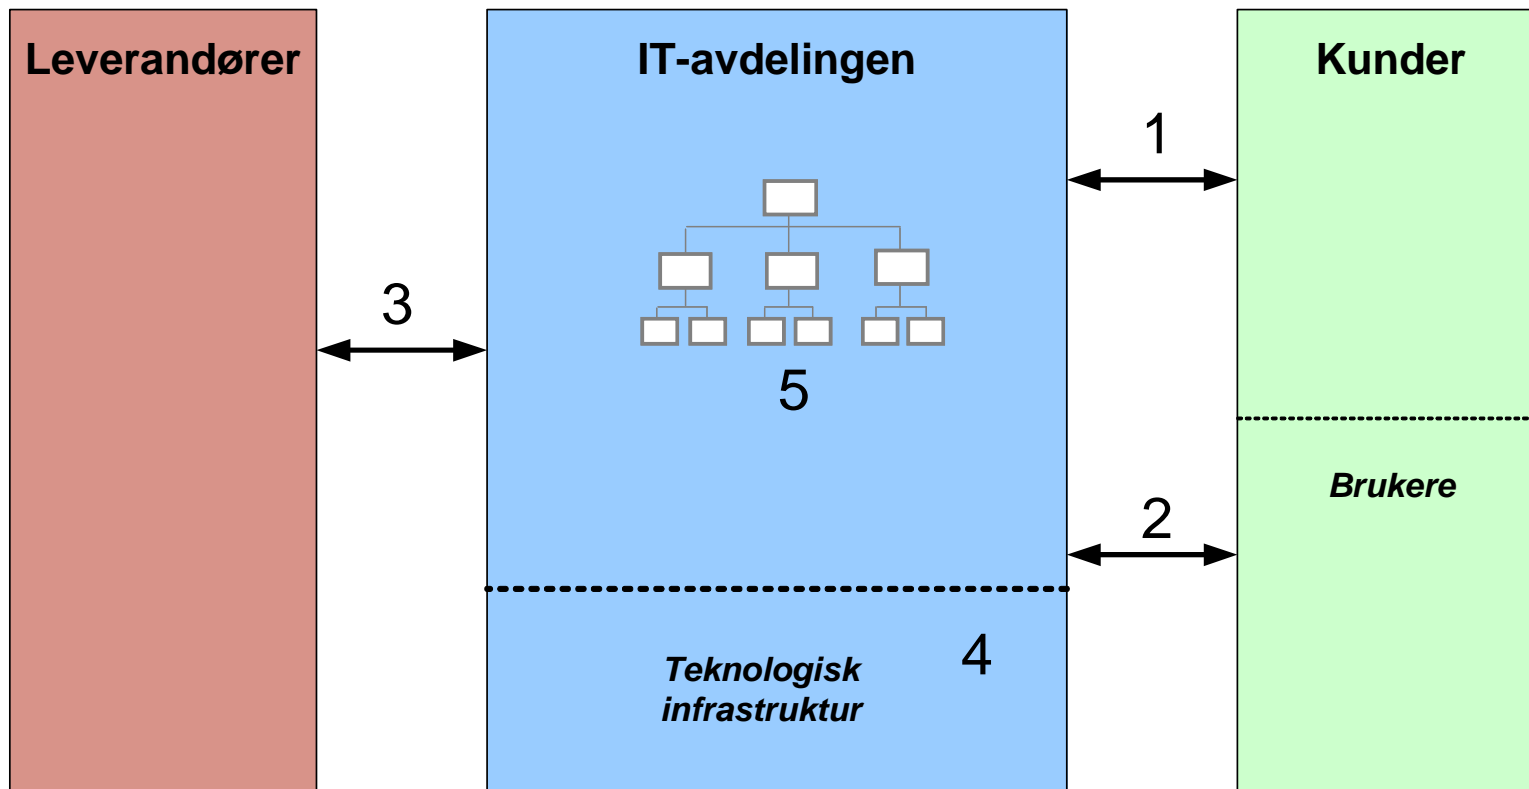 Leverandører
IT-avdelingen
Kunder
1
3
5
Brukere
2
4
Teknologisk
infrastruktur